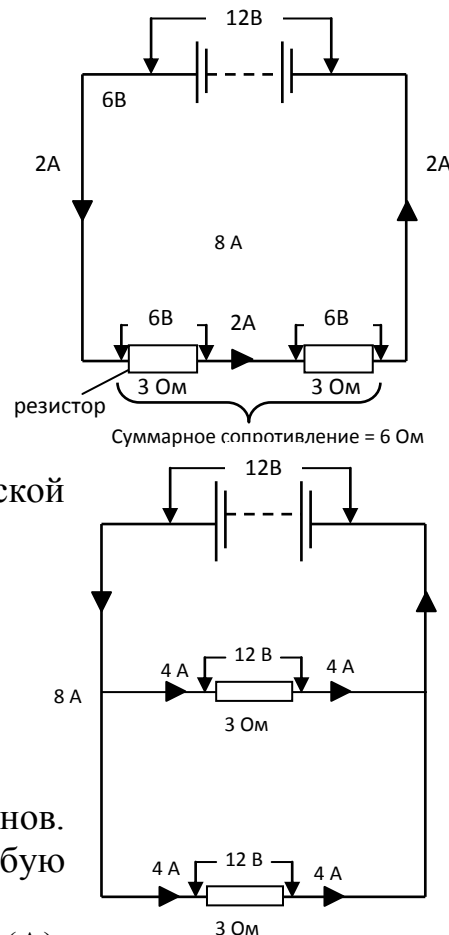 12В
6В
2А 2А
8 А
6В 2А 6В
3 Ом 3 Ом
резистор
Суммарное сопротивление = 6 Ом
12В
ской
4 А 12 В 4 А
8 А
3 Ом
нов.
бую
4 А 12 В 4 А
3 Ом